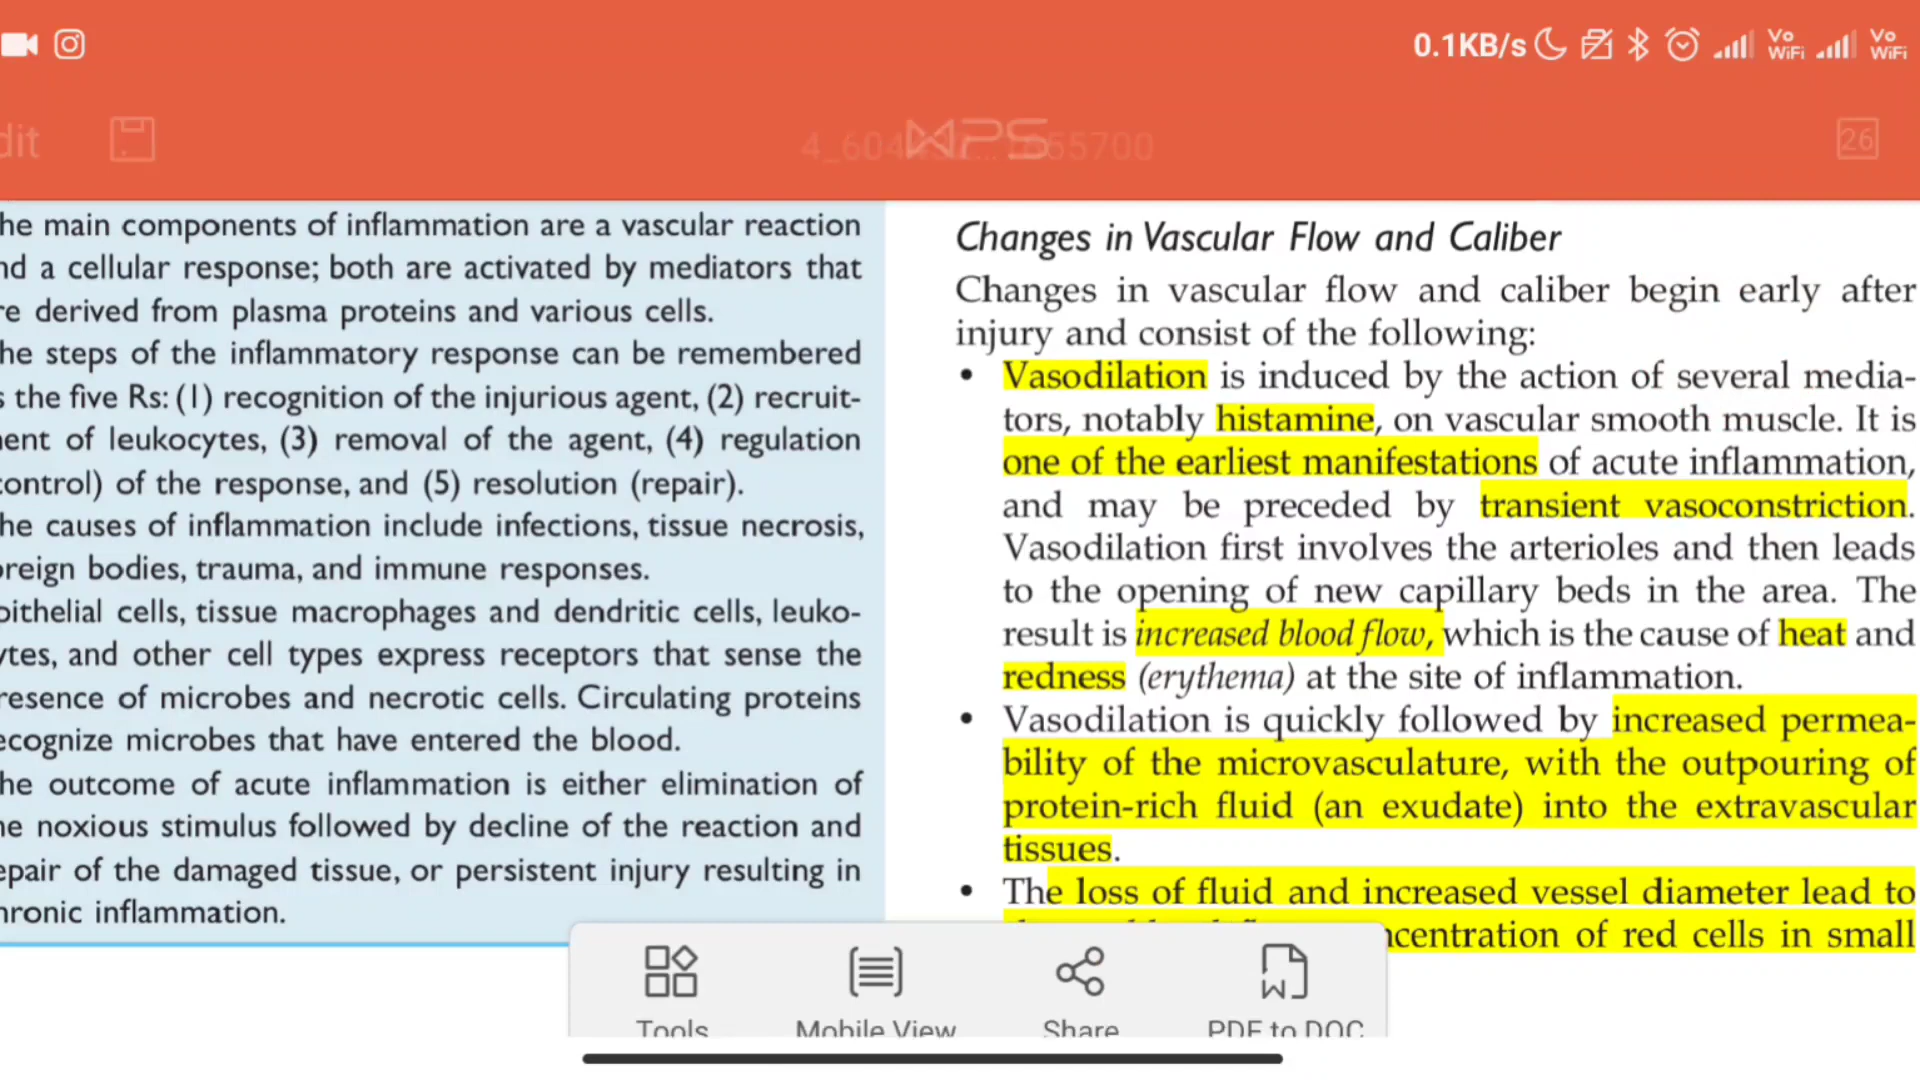 0.1KB/s
Vo WiFi
Vo WiFi
dit
WPS
26
he main components of inflammation are a vascular reaction
nd a cellular response; both are activated by mediators that
re derived from plasma proteins and various cells.
he steps of the inflammatory response can be remembered
s the five Rs: (1) recognition of the injurious agent, (2) recruit-
ent of leukocytes, (3) removal of the agent, (4) regulation
control) of the response, and (5) resolution (repair).
he causes of inflammation include infections, tissue necrosis,
oreign bodies, trauma, and immune responses.
pithelial cells, tissue macrophages and dendritic cells, leuko-
ytes, and other cell types express receptors that sense the
resence of microbes and necrotic cells. Circulating proteins
ecognize microbes that have entered the blood.
he outcome of acute inflammation is either elimination of
he noxious stimulus followed by decline of the reaction and
epair of the damaged tissue, or persistent injury resulting in
hronic inflammation.
Changes in Vascular Flow and Caliber
Changes in vascular flow and caliber begin early after
injury and consist of the following:
• Vasodilation is induced by the action of several media-
tors, notably histamine, on vascular smooth muscle. It is
one of the earliest manifestations of acute inflammation,
and may be preceded by transient vasoconstriction.
Vasodilation first involves the arterioles and then leads
to the opening of new capillary beds in the area. The
result is increased blood flow, which is the cause of heat and
redness (erythema) at the site of inflammation.
• Vasodilation is quickly followed by increased permea-
bility of the microvasculature, with the outpouring of
protein-rich fluid (an exudate) into the extravascular
tissues.
• The loss of fluid and increased vessel diameter lead to
ncentration of red cells in small
Tools
Mobile View
Share
PDF to DOC